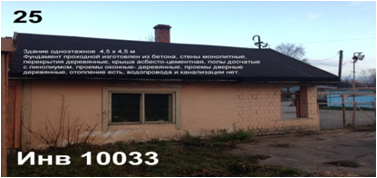 25
Здание одноэтажное 4,5 х 4,5 м
Фундамент проходной изготовлен из бетона, стены монолитные,
перекрытия деревянные, крыша асбесто-цементная, полы досчатые
с линолиумом, проемы оконные- деревянные, проемы дверные
деревянные, отопление есть, водопровода и канализации нет.
Инв 10033